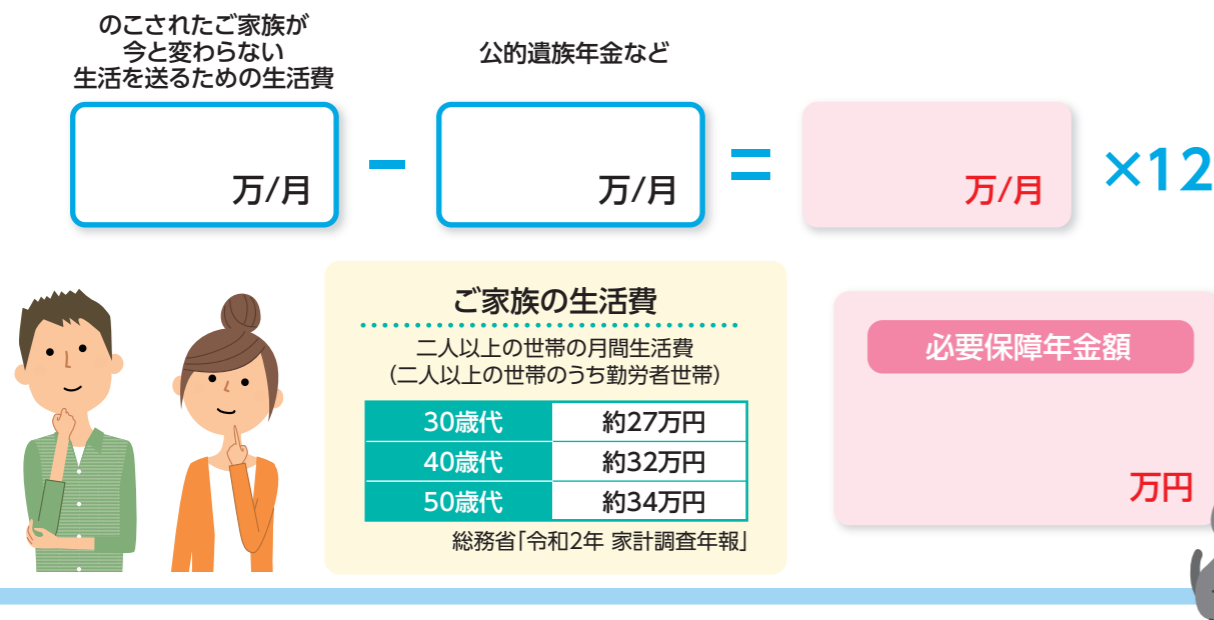 のこされたご家族が
今と変わらない
生活を送るための生活費
公的遺族年金など
万/月
－
万/月
＝
万/月
×12
ご家族の生活費
二人以上の世帯の月間生活費
（二人以上の世帯のうち勤労者世帯）
30歳代 約27万円
40歳代 約32万円
50歳代 約34万円
総務省「令和2年 家計調査年報」
必要保障年金額
万円